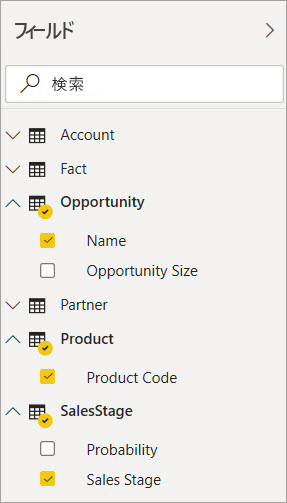 フィールド
検索
Account
Fact
Opportunity
Name
Opportunity Size
Partner
Product
Product Code
SalesStage
Probability
Sales Stage